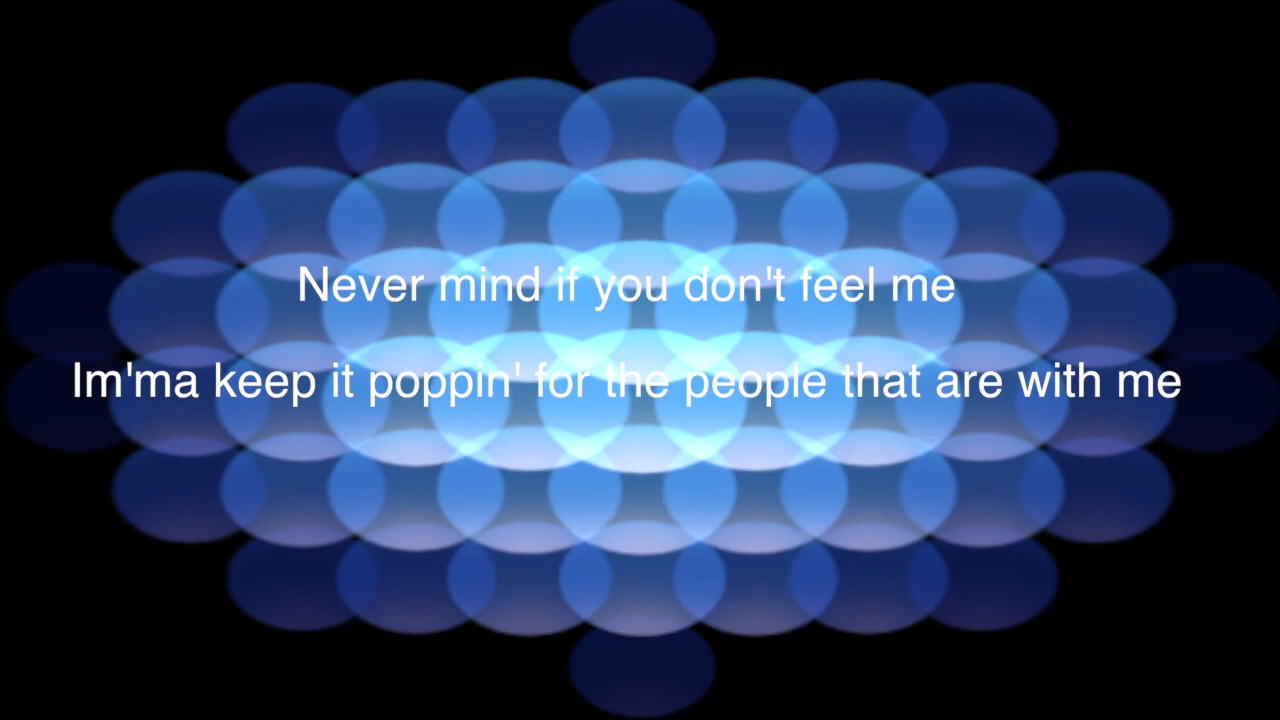 Never mind if you don't feel me
Im'ma keep it poppin' for the people that are with me